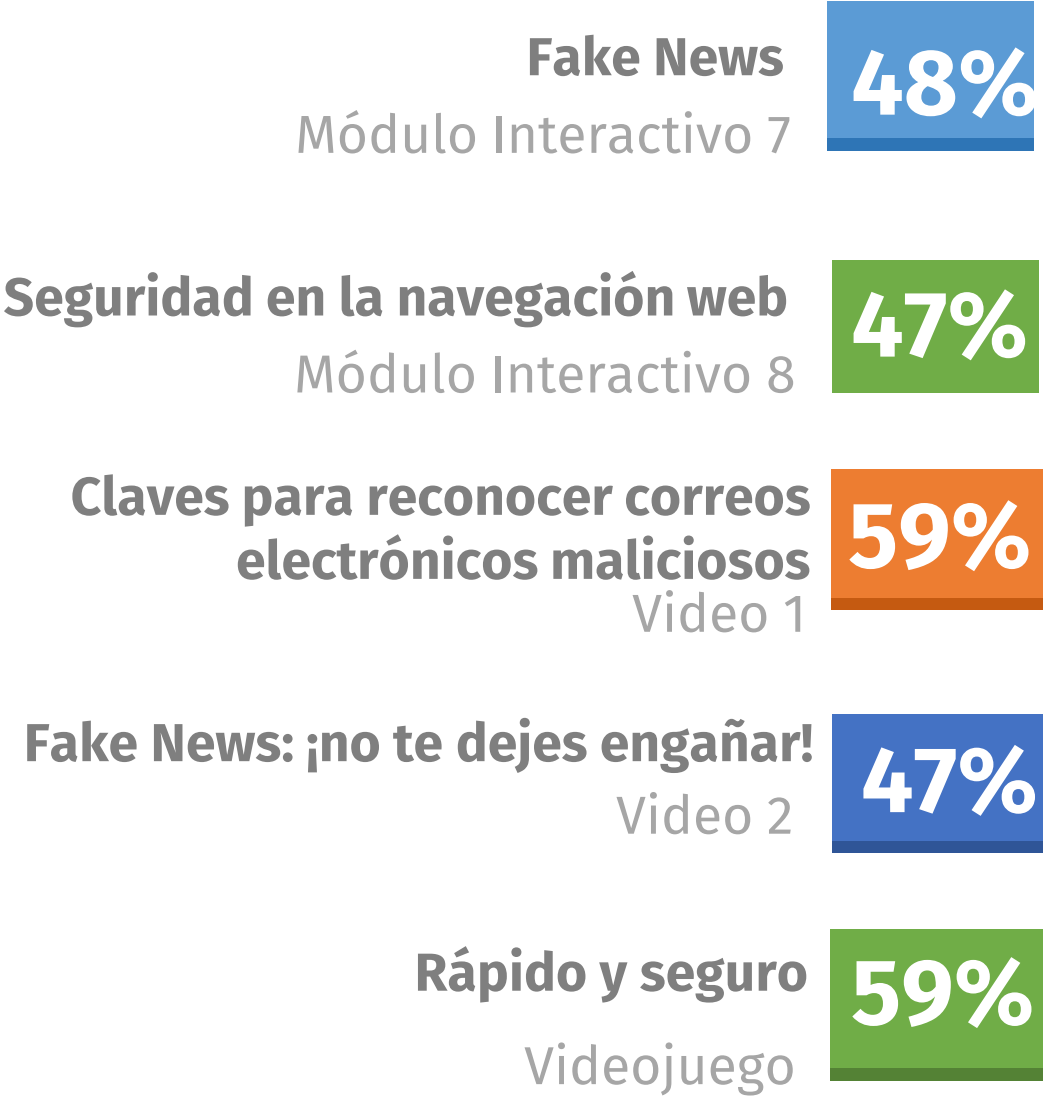 Fake News
48%
Módulo Interactivo 7
Seguridad en la navegación web
47%
Módulo Interactivo 8
Claves para reconocer correos
electrónicos maliciosos
59%
Video 1
Fake News: ¡no te dejes engañar!
47%
Video 2
Rápido y seguro
59%
Videojuego